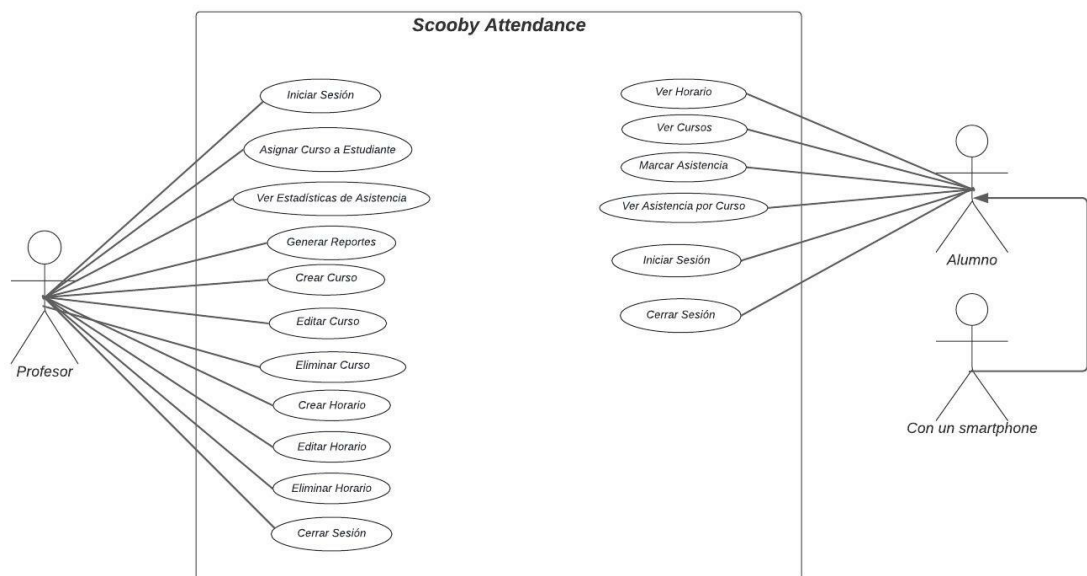 Scooby Attendance
Iniciar Sesión
Asignar Curso a Estudiante
Ver Estadísticas de Asistencia
Generar Reportes
Crear Curso
Editar Curso
Eliminar Curso
Crear Horario
Editar Horario
Eliminar Horario
Cerrar Sesión
Profesor
Ver Horario
Ver Cursos
Marcar Asistencia
Ver Asistencia por Curso
Iniciar Sesión
Cerrar Sesión
Alumno
Con un smartphone